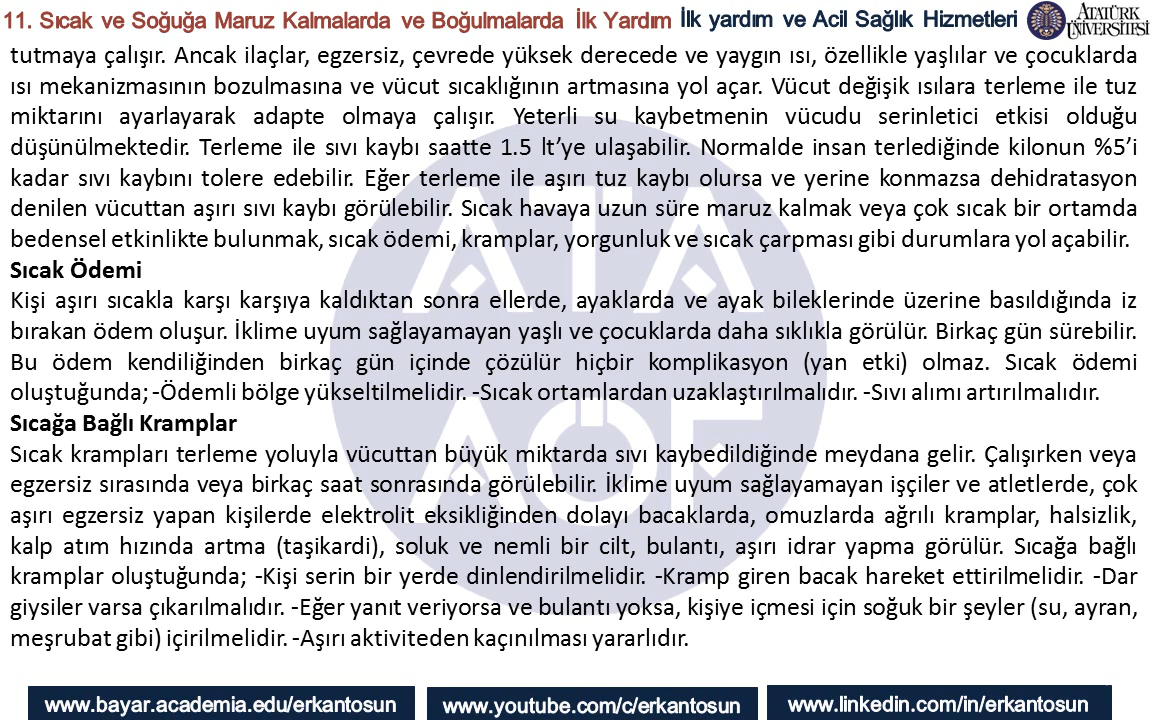 11. Sıcak ve Soğuğa Maruz Kalmalarda ve Boğulmalarda İlk Yardım İlk yardım ve Acil Sağlık Hizmetleri ATATÜRK ÜNİVERSİTESİ
tutmaya çalışır. Ancak ilaçlar, egzersiz, çevrede yüksek derecede ve yaygın ısı, özellikle yaşlılar ve çocuklarda
ısı mekanizmasının bozulmasına ve vücut sıcaklığının artmasına yol açar. Vücut değişik ısılara terleme ile tuz
miktarını ayarlayarak adapte olmaya çalışır. Yeterli su kaybetmenin vücudu serinletici etkisi olduğu
düşünülmektedir. Terleme ile sıvı kaybı saatte 1.5 lt’ye ulaşabilir. Normalde insan terlediğinde kilonun %5’i
kadar sıvı kaybını tolere edebilir. Eğer terleme ile aşırı tuz kaybı olursa ve yerine konmazsa dehidratasyon
denilen vücuttan aşırı sıvı kaybı görülebilir. Sıcak havaya uzun süre maruz kalmak veya çok sıcak bir ortamda
bedensel etkinlikte bulunmak, sıcak ödemi, kramplar, yorgunluk ve sıcak çarpması gibi durumlara yol açabilir.
Sıcak Ödemi
Kişi aşırı sıcakla karşı karşıya kaldıktan sonra ellerde, ayaklarda ve ayak bileklerinde üzerine basıldığında iz
bırakan ödem oluşur. İklime uyum sağlayamayan yaşlı ve çocuklarda daha sıklıkla görülür. Birkaç gün sürebilir.
Bu ödem kendiliğinden birkaç gün içinde çözülür hiçbir komplikasyon (yan etki) olmaz. Sıcak ödemi
oluştuğunda; -Ödemli bölge yükseltilmelidir. -Sıcak ortamlardan uzaklaştırılmalıdır. -Sıvı alımı artırılmalıdır.
Sıcağa Bağlı Kramplar
Sıcak krampları terleme yoluyla vücuttan büyük miktarda sıvı kaybedildiğinde meydana gelir. Çalışırken veya
egzersiz sırasında veya birkaç saat sonrasında görülebilir. İklime uyum sağlayamayan işçiler ve atletlerde, çok
aşırı egzersiz yapan kişilerde elektrolit eksikliğinden dolayı bacaklarda, omuzlarda ağrılı kramplar, halsizlik,
kalp atım hızında artma (taşikardi), soluk ve nemli bir cilt, bulantı, aşırı idrar yapma görülür. Sıcağa bağlı
kramplar oluştuğunda; -Kişi serin bir yerde dinlendirilmelidir. -Kramp giren bacak hareket ettirilmelidir. -Dar
giysiler varsa çıkarılmalıdır. -Eğer yanıt veriyorsa ve bulantı yoksa, kişiye içmesi için soğuk bir şeyler (su, ayran,
meşrubat gibi) içirilmelidir. -Aşırı aktiviteden kaçınılması yararlıdır.
ATA
AÖF
www.bayar.academia.edu/erkantosun www.youtube.com/c/erkantosun www.linkedin.com/in/erkantosun